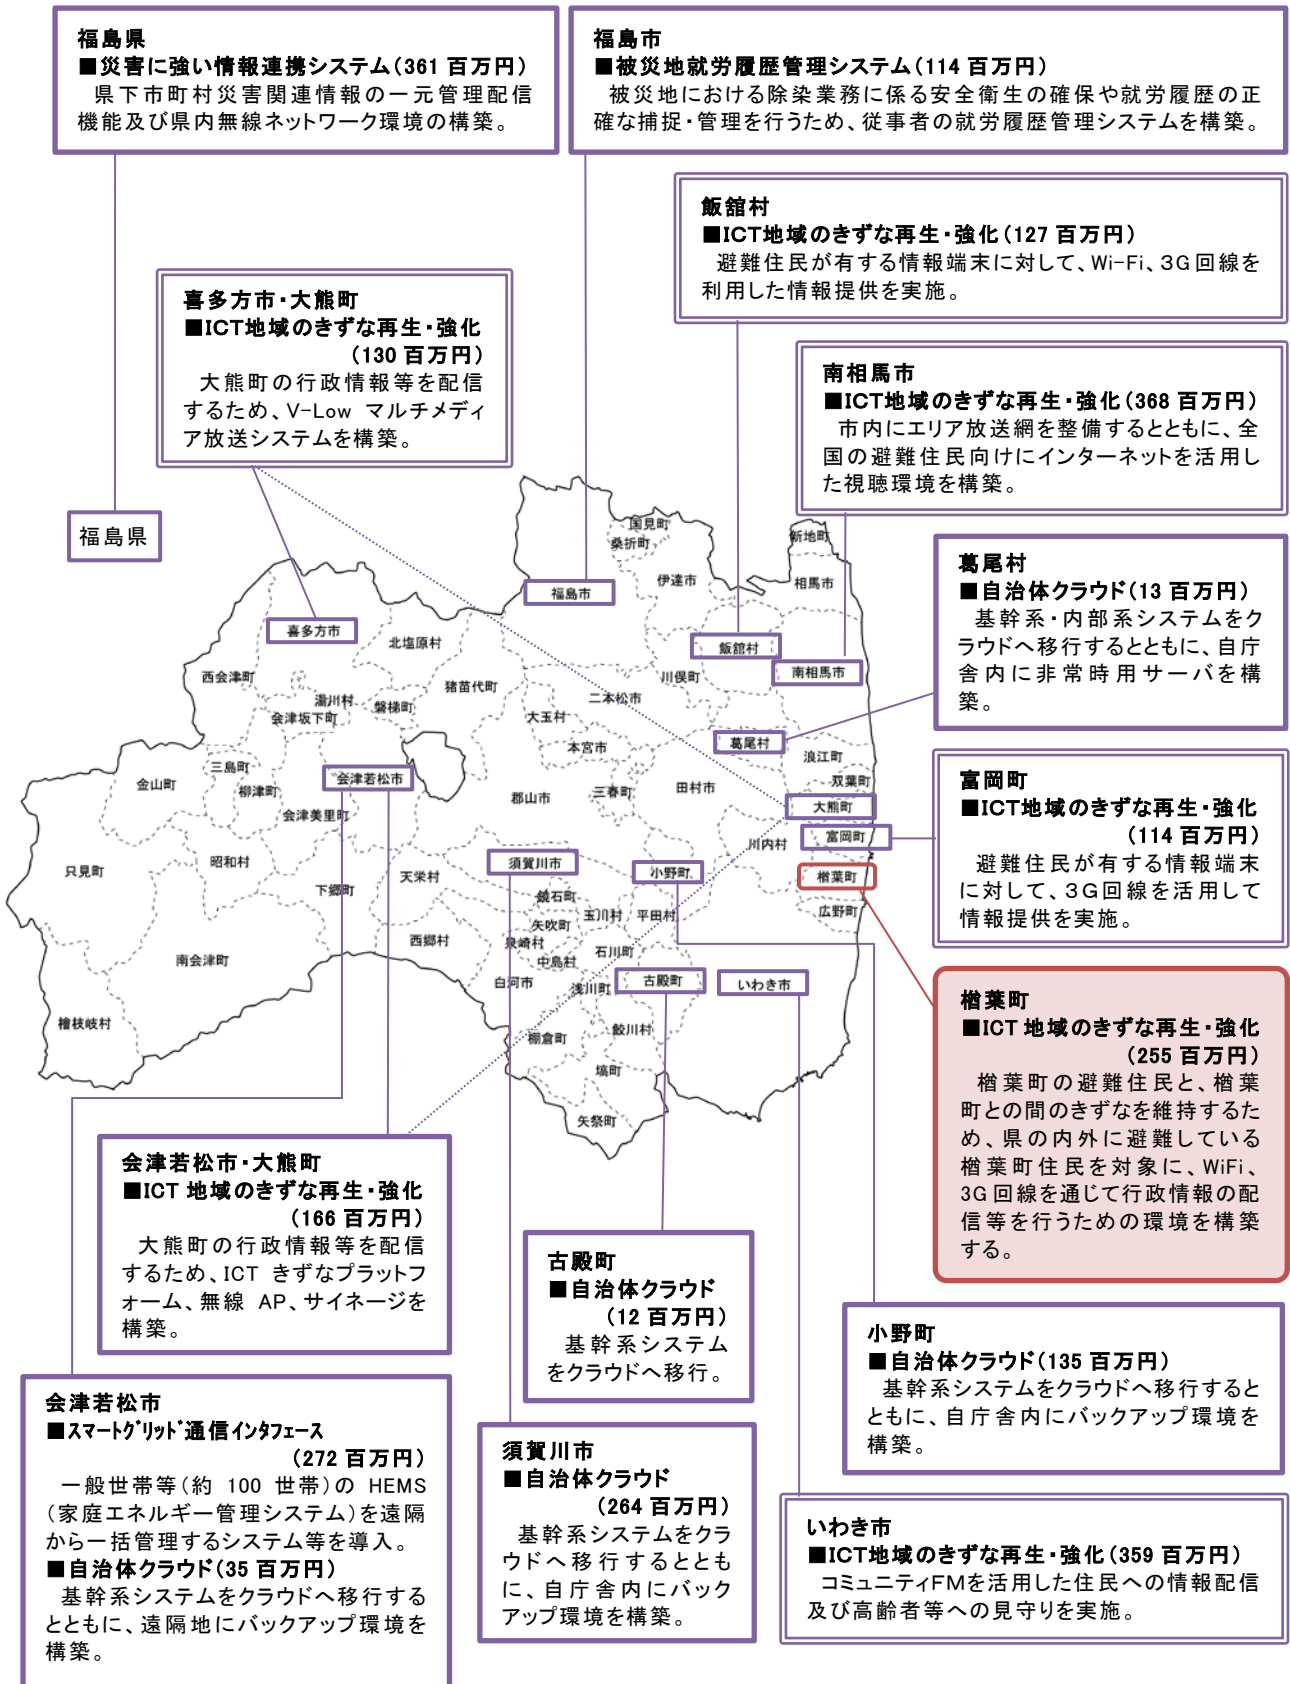 福島県
■災害に強い情報連携システム（361 百万円）
県下市町村災害関連情報の一元管理配信
機能及び県内無線ネットワーク環境の構築。
福島市
■被災地就労履歴管理システム（114 百万円）
被災地における除染業務に係る安全衛生の確保や就労履歴の正
確な捕捉・管理を行うため、従事者の就労履歴管理システムを構築。
飯舘村
■ICT地域のきずな再生・強化（127 百万円）
避難住民が有する情報端末に対して、Wi-Fi、3G 回線を
利用した情報提供を実施。
喜多方市・大熊町
■ICT地域のきずな再生・強化
（130 百万円）
大熊町の行政情報等を配信
するため、V-Low マルチメディ
ア放送システムを構築。
南相馬市
■ICT地域のきずな再生・強化（368 百万円）
市内にエリア放送網を整備するとともに、全
国の避難住民向けにインターネットを活用し
た視聴環境を構築。
福島県
葛尾村
■自治体クラウド（13 百万円）
基幹系・内部系システムをク
ラウドへ移行するとともに、自庁
舎内に非常時用サーバを構
築。
富岡町
■ICT地域のきずな再生・強化
（114 百万円）
避難住民が有する情報端末
に対して、3G回線を活用して
情報提供を実施。
楢葉町
■ICT 地域のきずな再生・強化
（255 百万円）
楢葉町の避難住民と、楢葉
町との間のきずなを維持するた
め、県の内外に避難している
楢葉町住民を対象に、WiFi、
3G 回線を通じて行政情報の配
信等を行うための環境を構築
する。
国見町
桑折町
新地町
伊達市
相馬市
福島市
喜多方市
北塩原村
飯舘村
南相馬市
西会津町
猪苗代町
川俣町
二本松市
湯川村
磐梯町
会津坂下町
大玉村
本宮市
葛尾村
浪江町
三島町
金山町
柳津町
会津若松市
双葉町
郡山市
三春町
田村市
大熊町
会津美里町
富岡町
川内村
昭和村
只見町
須賀川市
小野町
楢葉町
天栄村
下郷町
鏡石町
玉川村
平田村
広野町
矢吹町
西郷村
泉崎村
石川町
南会津町
中島村
白河市
古殿町
いわき市
浅川町
檜枝岐村
鮫川村
棚倉町
塙町
矢祭町
会津若松市・大熊町
■ICT 地域のきずな再生・強化
（166 百万円）
大熊町の行政情報等を配信
するため、ICT きずなプラットフ
ォーム、無線 AP、サイネージを
構築。
古殿町
■自治体クラウド
（12 百万円）
基幹系システム
をクラウドへ移行。
小野町
■自治体クラウド（135 百万円）
基幹系システムをクラウドへ移行すると
ともに、自庁舎内にバックアップ環境を
構築。
会津若松市
■スマートグリッド通信インタフェース
（272 百万円）
一般世帯等（約 100 世帯）の HEMS
（家庭エネルギー管理システム）を遠隔
から一括管理するシステム等を導入。
■自治体クラウド（35 百万円）
基幹系システムをクラウドへ移行する
とともに、遠隔地にバックアップ環境を
構築。
須賀川市
■自治体クラウド
（264 百万円）
基幹系システムをクラ
ウドへ移行するととも
に、自庁舎内にバック
アップ環境を構築。
いわき市
■ICT地域のきずな再生・強化（359 百万円）
コミュニティFMを活用した住民への情報配信
及び高齢者等への見守りを実施。